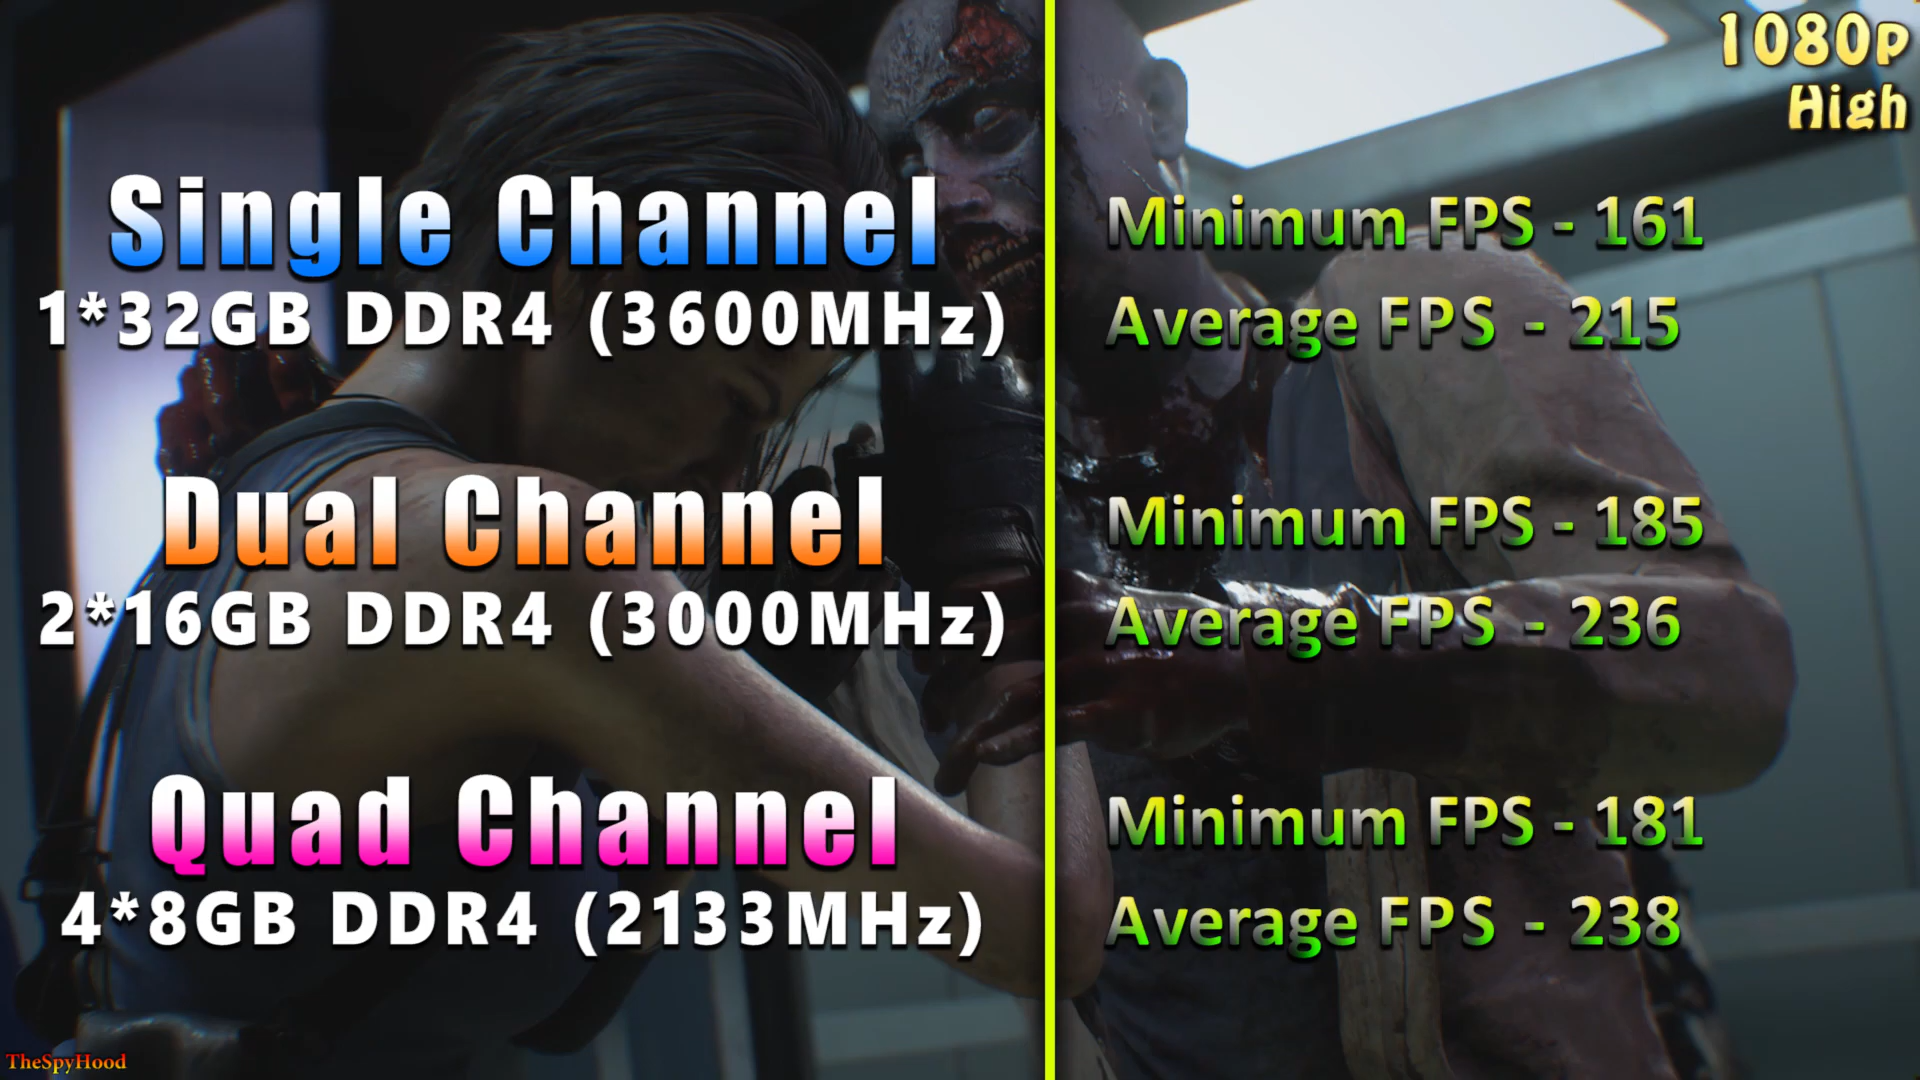 1080p
High
Single Channel
1*32GB DDR4 (3600MHz)
Minimum FPS - 161
Average FPS - 215
Dual Channel
2*16GB DDR4 (3000MHz)
Minimum FPS - 185
Average FPS - 236
Quad Channel
4*8GB DDR4 (2133MHz)
Minimum FPS - 181
Average FPS - 238
TheSpyHood